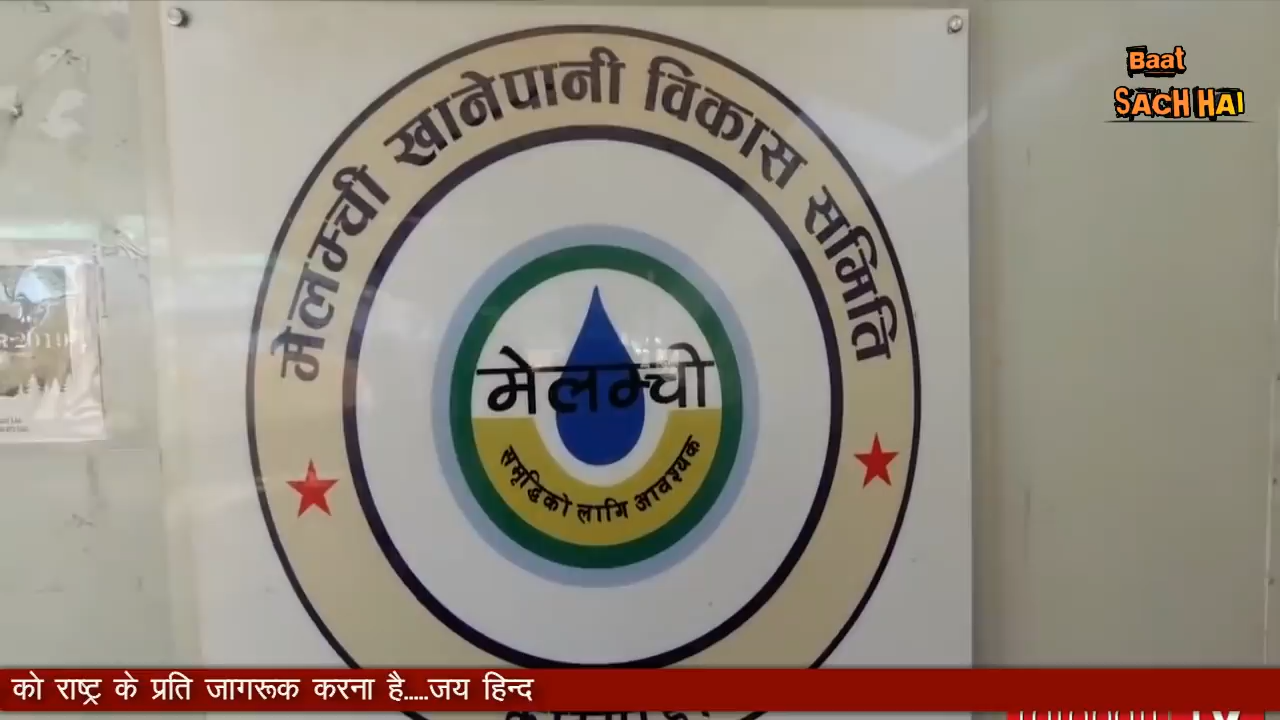 Baat
SACH HAI
मेलम्ची खानेपानी विकास समिति
मेलम्ची
समृद्धिको लागि आवश्यक
को राष्ट्र के प्रति जागरूक करना है.....जय हिन्द